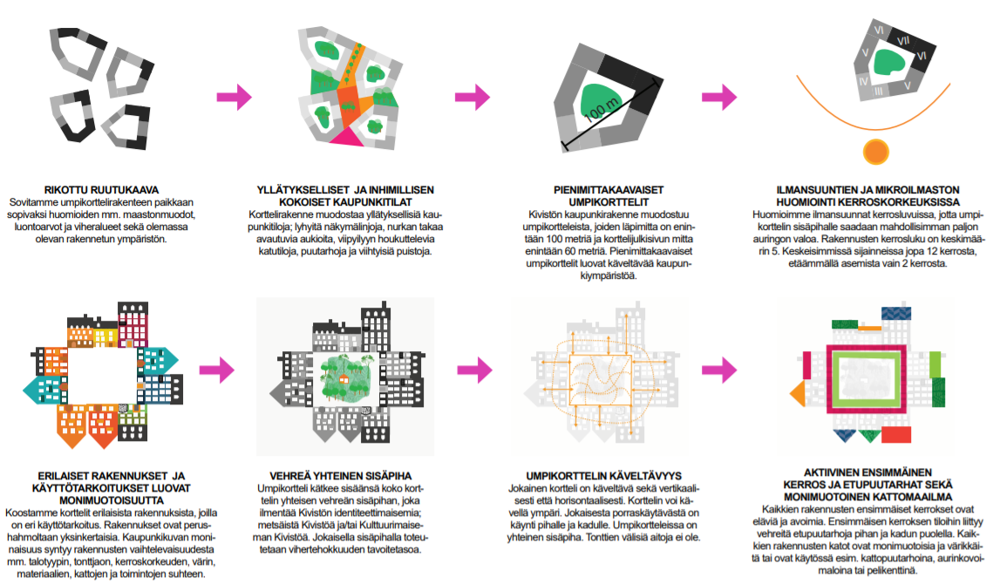 RIKOTTU RUUTUKAAVA
Sovitamme umpikorttelirakenteen paikkaan
sopivaksi huomioiden mm. maastonmuodot,
luontoarvot ja viheralueet sekä olemassa
olevan rakennetun ympäristön.
YLLÄTYKSELLISET JA INHIMILLISEN
KOKOISET KAUPUNKITILAT
Korttelirakenne muodostaa yllätyksellisiä kau-
punkitiloja; lyhyitä näkymälinjoja, nurkan takaa
avautuvia aukioita, viipyilyyn houkuttelevia
katutiloja, puutarhoja ja viihtyisiä puistoja.
100 m
PIENIMITTAKAAVAISET
UMPIKORTTELIT
Kivistön kaupunkirakenne muodostuu
umpikortteleista, joiden läpimitta on enin-
tään 100 metriä ja korttelijulkisivun mitta
enintään 60 metriä. Pienimittakaavaiset
umpikorttelit luovat käveltävää kaupun-
kiympäristöä.
VI
VII
V
VI
IV
III
V
ILMANSUUNTIEN JA MIKROILMASTON
HUOMIOINTI KERROSKORKEUKSISSA
Huomioimme ilmansuunnat kerrosluvuissa, jotta umpi-
korttelin sisäpihalle saadaan mahdollisimman paljon
auringon valoa. Rakennusten kerrosluku on keskimää-
rin 5. Keskeisimmissä sijainneissa jopa 12 kerrosta,
etäämmällä asemista vain 2 kerrosta.
ERILAISET RAKENNUKSET JA
KÄYTTÖTARKOITUKSET LUOVAT
MONIMUOTOISUUTTA
Koostamme korttelit erilaisista rakennuksista, joilla
on eri käyttötarkoitus. Rakennukset ovat perus-
hahmoltaan yksinkertaisia. Kaupunkikuvan moni-
naisuus syntyy rakennusten vaihtelevaisuudesta
mm. talotyypin, tonttjaon, kerroskorkeuden, värin,
materiaalien, kattojen ja toimintojen suhteen.
VEHREÄ YHTEINEN SISÄPIHA
Umpikortteli kätkee sisäänsä koko kort-
telin yhteisen vehreän sisäpihan, joka
ilmentää Kivistön identiteettimaisemia;
metsäistä Kivistöä ja/tai Kulttuurimaise-
man Kivistöä. Jokaisella sisäpihalla toteu-
tetaan vihertehokkuuden tavoitetasoa.
UMPIKORTTELIN KÄVELTÄVYYS
Jokainen kortteli on käveltävä sekä vertikaali-
sesti että horisontaalisesti. Korttelin voi kä-
vellä ympäri. Jokaisesta porraskäytävästä on
käynti pihalle ja kadulle. Umpikortteleissa on
yhteinen sisäpiha. Tonttien välisiä aitoja ei ole.
AKTIIVINEN ENSIMMÄINEN
KERROS JA ETUPUUTARHAT SEKÄ
MONIMUOTOINEN KATTOMAAILMA
Kaikkien rakennusten ensimmäiset kerrokset ovat
eläviä ja avoimia. Ensimmäisen kerroksen tiloihin liittyy
vehreitä etupuutarhoja pihan ja kadun puolella. Kaik-
kien rakennusten katot ovat monimuotoisia ja värikkäi-
tä tai ovat käytössä esim. kattopuutarhoina, aurinkovoi-
maloina tai pelikenttinä.